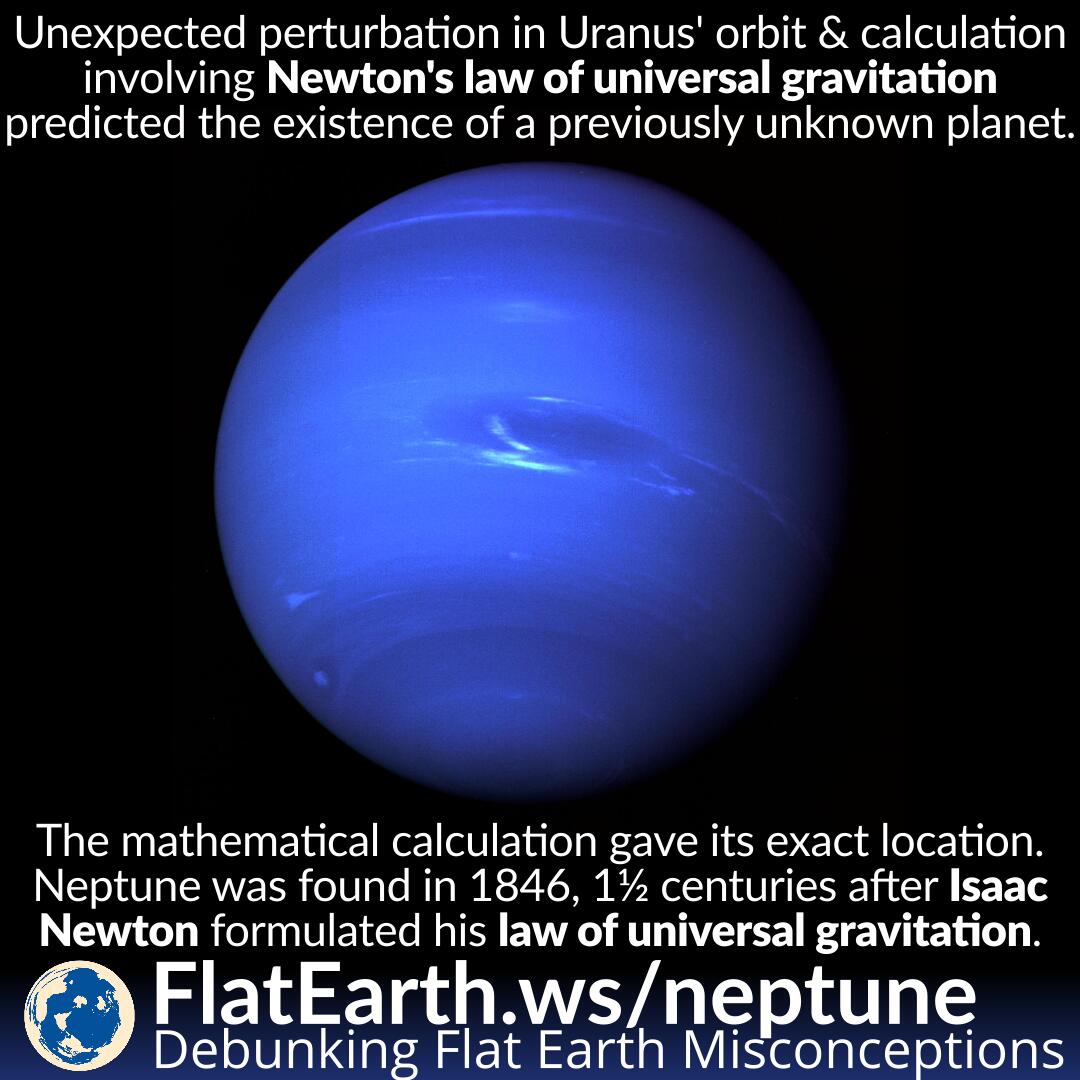 Unexpected perturbation in Uranus' orbit & calculation
involving Newton's law of universal gravitation
predicted the existence of a previously unknown planet.
The mathematical calculation gave its exact location.
Neptune was found in 1846, 1½ centuries after Isaac
Newton formulated his law of universal gravitation.
FlatEarth.ws/neptune
Debunking Flat Earth Misconceptions